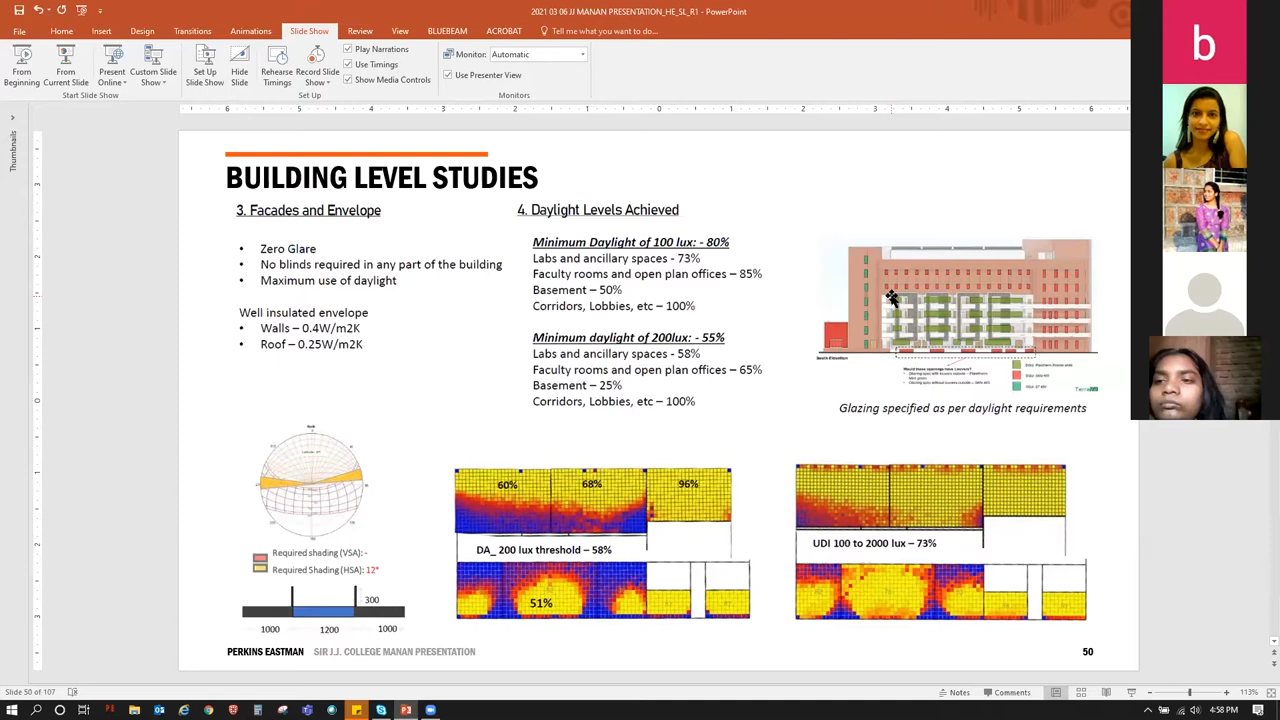 2021 03 06 JJ MANAN PRESENTATION_HE_SL_R1 - PowerPoint
File Home Insert Design Transitions Animations Slide Show Review View BLUEBEAM ACROBAT Tell me what you want to do...
From Beginning
From Current Slide
Present Online
Custom Slide Show
Start Slide Show
Set Up Slide Show
Hide Slide
Rehearse Timings
Record Slide Show
Play Narrations
Use Timings
Show Media Controls
Set Up
Monitor: Automatic
Use Presenter View
Monitors
Thumbnails
b
BUILDING LEVEL STUDIES
3. Facades and Envelope
• Zero Glare
• No blinds required in any part of the building
• Maximum use of daylight
Well insulated envelope
• Walls – 0.4W/m2K
• Roof – 0.25W/m2K
4. Daylight Levels Achieved
Minimum Daylight of 100 lux: - 80%
Labs and ancillary spaces - 73%
Faculty rooms and open plan offices – 85%
Basement – 50%
Corridors, Lobbies, etc – 100%
Minimum daylight of 200lux: - 55%
Labs and ancillary spaces - 58%
Faculty rooms and open plan offices – 65%
Basement – 25%
Corridors, Lobbies, etc – 100%
South Elevation
Glazing specified as per daylight requirements
Required shading (VSA): -
Required Shading (HSA): 12°
300
1000 1200 1000
60% 68% 96%
DA_ 200 lux threshold – 58%
51%
UDI 100 to 2000 lux – 73%
PERKINS EASTMAN SIR J.J. COLLEGE MANAN PRESENTATION
50
Slide 50 of 107
Notes Comments
113%
4:58 PM